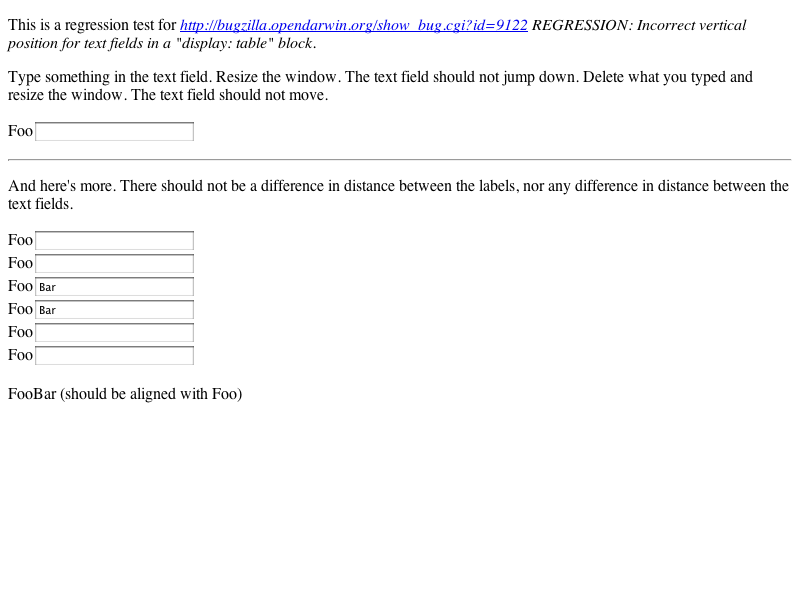 This is a regression test for http://bugzilla.opendarwin.org/show_bug.cgi?id=9122 REGRESSION: Incorrect vertical
position for text fields in a "display: table" block.
Type something in the text field. Resize the window. The text field should not jump down. Delete what you typed and
resize the window. The text field should not move.
Foo
And here's more. There should not be a difference in distance between the labels, nor any difference in distance between the
text fields.
Foo
Foo
Foo Bar
Foo Bar
Foo
Foo
FooBar (should be aligned with Foo)